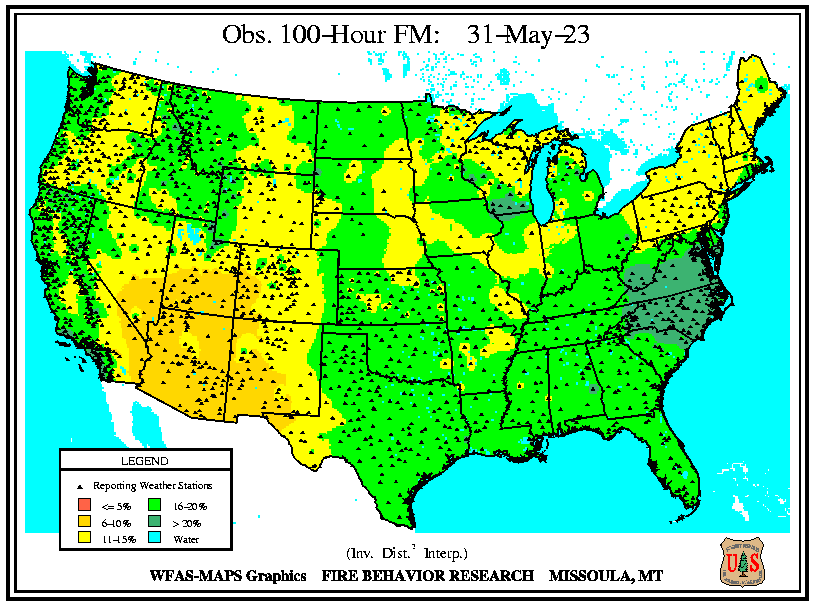 Obs. 100-Hour FM: 31-May-23
LEGEND
Reporting Weather Stations
<= 5% 16-20%
6-10% > 20%
11-15% Water
(Inv. Dist.² Interp.)
WFAS-MAPS Graphics FIRE BEHAVIOR RESEARCH MISSOULA, MT
U S